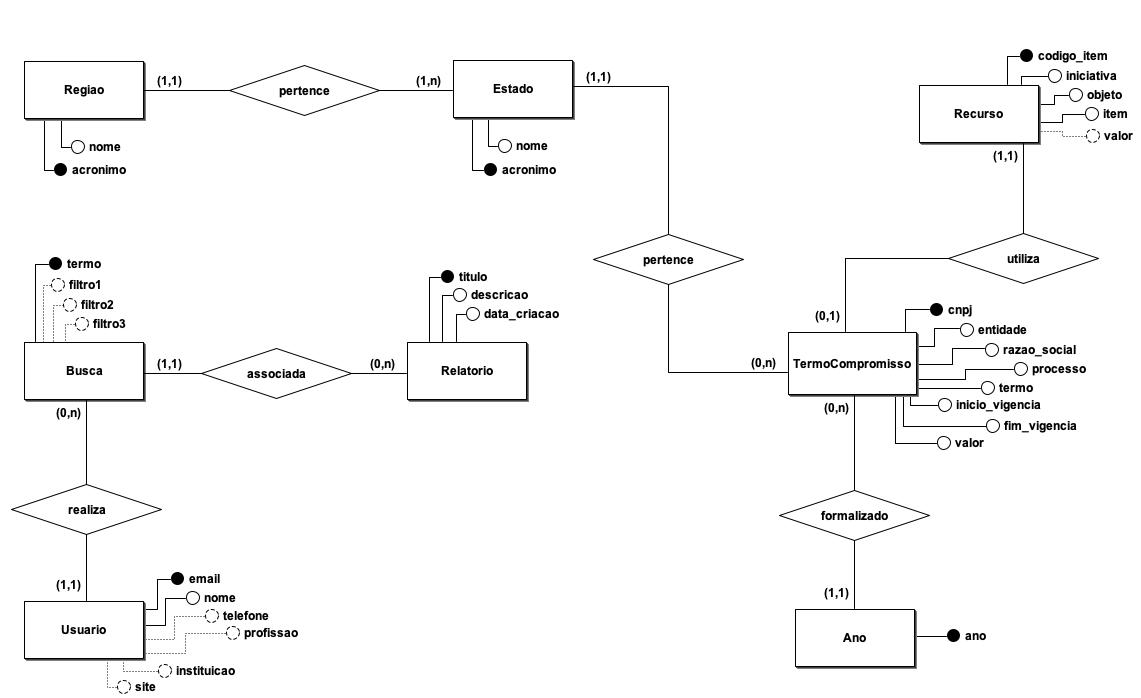 Regiao
(1,1)
pertence
(1,n)
Estado
(1,1)
nome
acronimo
nome
acronimo
codigo_item
iniciativa
objeto
item
valor
Recurso
(1,1)
pertence
utiliza
termo
filtro1
filtro2
filtro3
Busca
(1,1)
associada
(0,n)
titulo
descricao
data_criacao
Relatorio
(0,n)
(0,1)
(0,n)
TermoCompromisso
(0,n)
cnpj
entidade
razao_social
processo
termo
inicio_vigencia
fim_vigencia
valor
realiza
formalizado
(1,1)
(1,1)
Usuario
email
nome
telefone
profissao
instituicao
site
Ano
ano